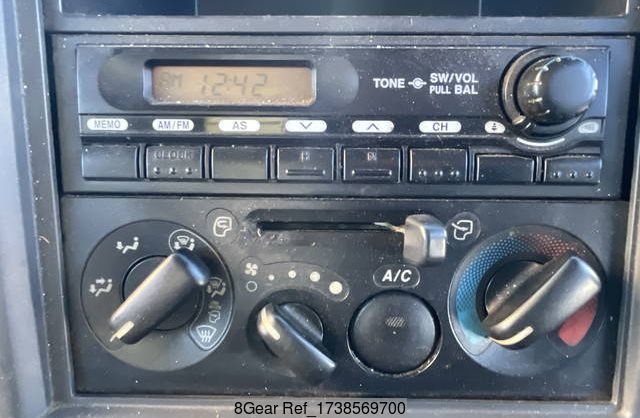 AM 12:42
TONE SW/VOL
PULL BAL
MEMO AM/FM AS CH
CLOCK
A/C
8Gear Ref_1738569700